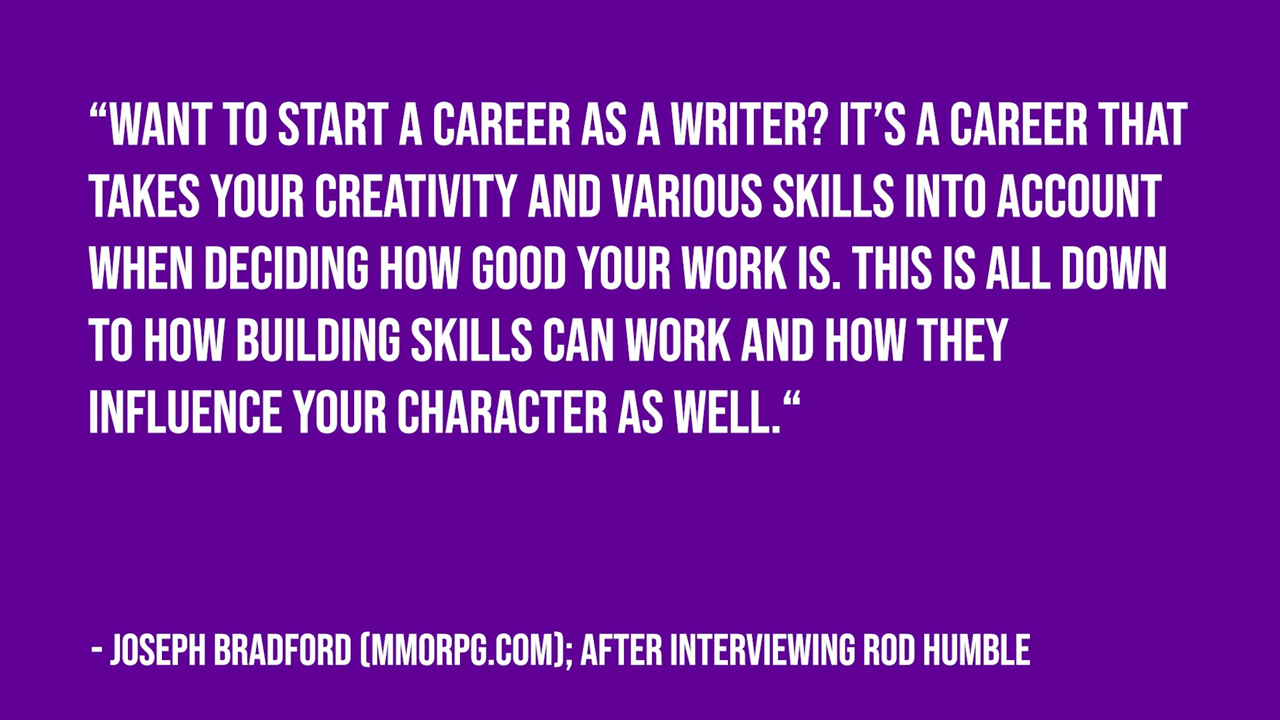 “WANT TO START A CAREER AS A WRITER? IT’S A CAREER THAT
TAKES YOUR CREATIVITY AND VARIOUS SKILLS INTO ACCOUNT
WHEN DECIDING HOW GOOD YOUR WORK IS. THIS IS ALL DOWN
TO HOW BUILDING SKILLS CAN WORK AND HOW THEY
INFLUENCE YOUR CHARACTER AS WELL.“
- JOSEPH BRADFORD (MMORPG.COM); AFTER INTERVIEWING ROD HUMBLE